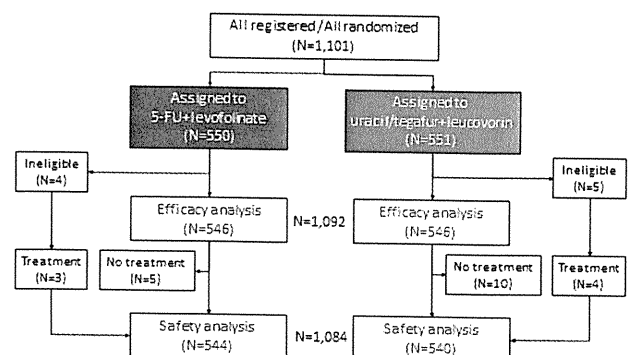 All registered/All randomized
(N=1,101)
Assigned to
5-FU+levofolinate
(N=550)
Assigned to
uracil/tegafur+leucovorin
(N=551)
Ineligible
(N=4)
Ineligible
(N=5)
Efficacy analysis
(N=546)
N=1,092
Efficacy analysis
(N=546)
Treatment
(N=3)
No treatment
(N=5)
No treatment
(N=10)
Treatment
(N=4)
Safety analysis
(N=544)
N=1,084
Safety analysis
(N=540)